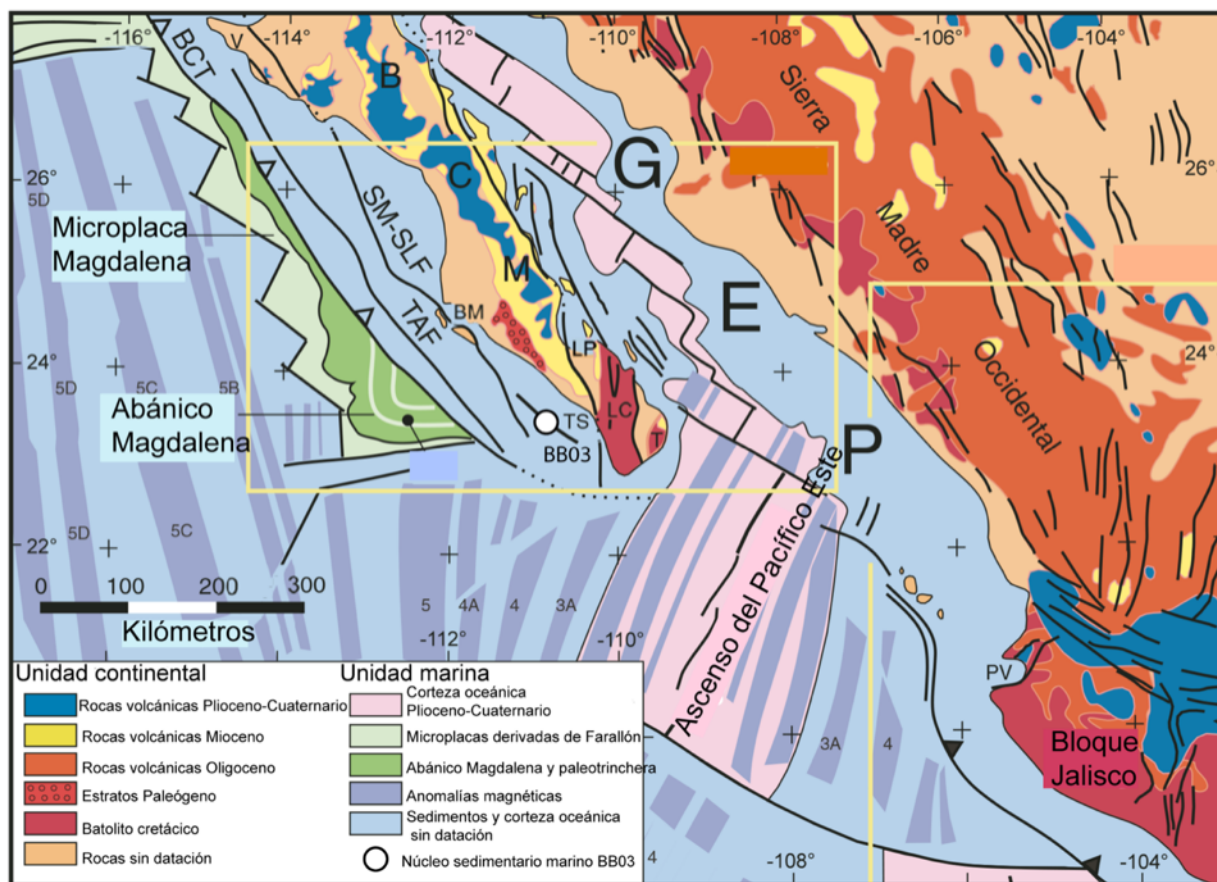 -116°
-114°
-112°
-110°
-108°
-106°
-104°
V
BCT
B
Sierra
G
C
26°
26°
5D
SM-SLF
Microplaca
Magdalena
Madre
M
E
TAF
BM
LP
24°
24°
Occidental
5D
5C
5B
Abánico
Magdalena
LC
TS
T
BB03
P
Ascenso del Pacífico Este
5D
5C
22°
0 100 200 300
Kilómetros
5
4A
4
3A
-112°
-110°
PV
3A
4
Bloque
Jalisco
4
-108°
-104°
Unidad continental
Rocas volcánicas Plioceno-Cuaternario
Rocas volcánicas Mioceno
Rocas volcánicas Oligoceno
Estratos Paleógeno
Batolito cretácico
Rocas sin datación
Unidad marina
Corteza oceánica
Plioceno-Cuaternario
Microplacas derivadas de Farallón
Abánico Magdalena y paleotrinchera
Anomalías magnéticas
Sedimentos y corteza oceánica
sin datación
Núcleo sedimentario marino BB03